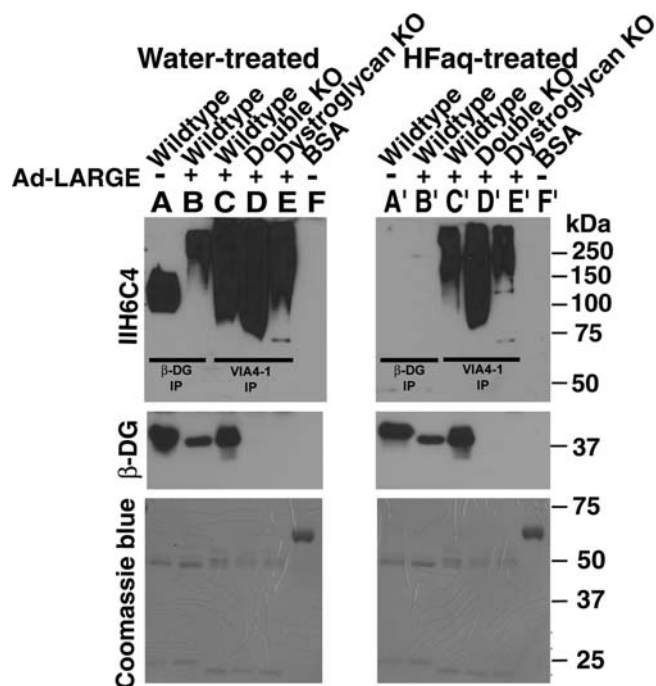 Water-treated HFaq-treated
Wildtype Wildtype Wildtype Double KO Dystroglycan KO BSA Wildtype Wildtype Wildtype Double KO Dystroglycan KO BSA
Ad-LARGE - + + + + - - + + + + -
A B C D E F A' B' C' D' E' F'
kDa
IIH6C4
250
150
100
75
50
β-DG IP VIA4-1 IP β-DG IP VIA4-1 IP
β-DG
37
Coomassie blue
75
50
37
25